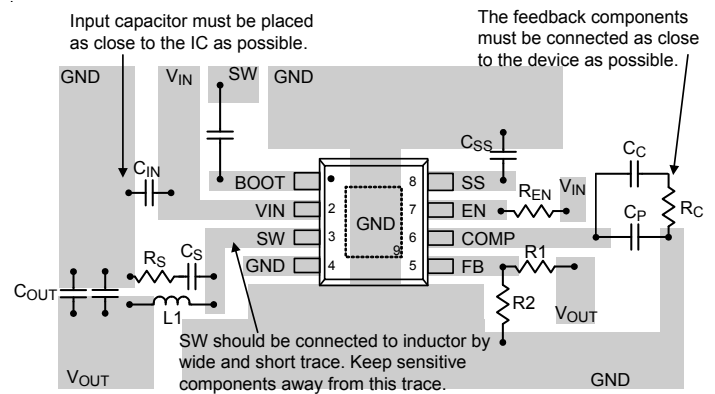 Input capacitor must be placed
as close to the IC as possible.
The feedback components
must be connected as close
to the device as possible.
GND
VIN
SW
GND
CSS
CIN
BOOT
8
SS
REN
VIN
CC
RC
VIN
2
GND
7
EN
CP
SW
3
6
COMP
GND
4
9
5
FB
R1
RS
CS
COUT
L1
R2
VOUT
SW should be connected to inductor by
wide and short trace. Keep sensitive
components away from this trace.
VOUT
GND